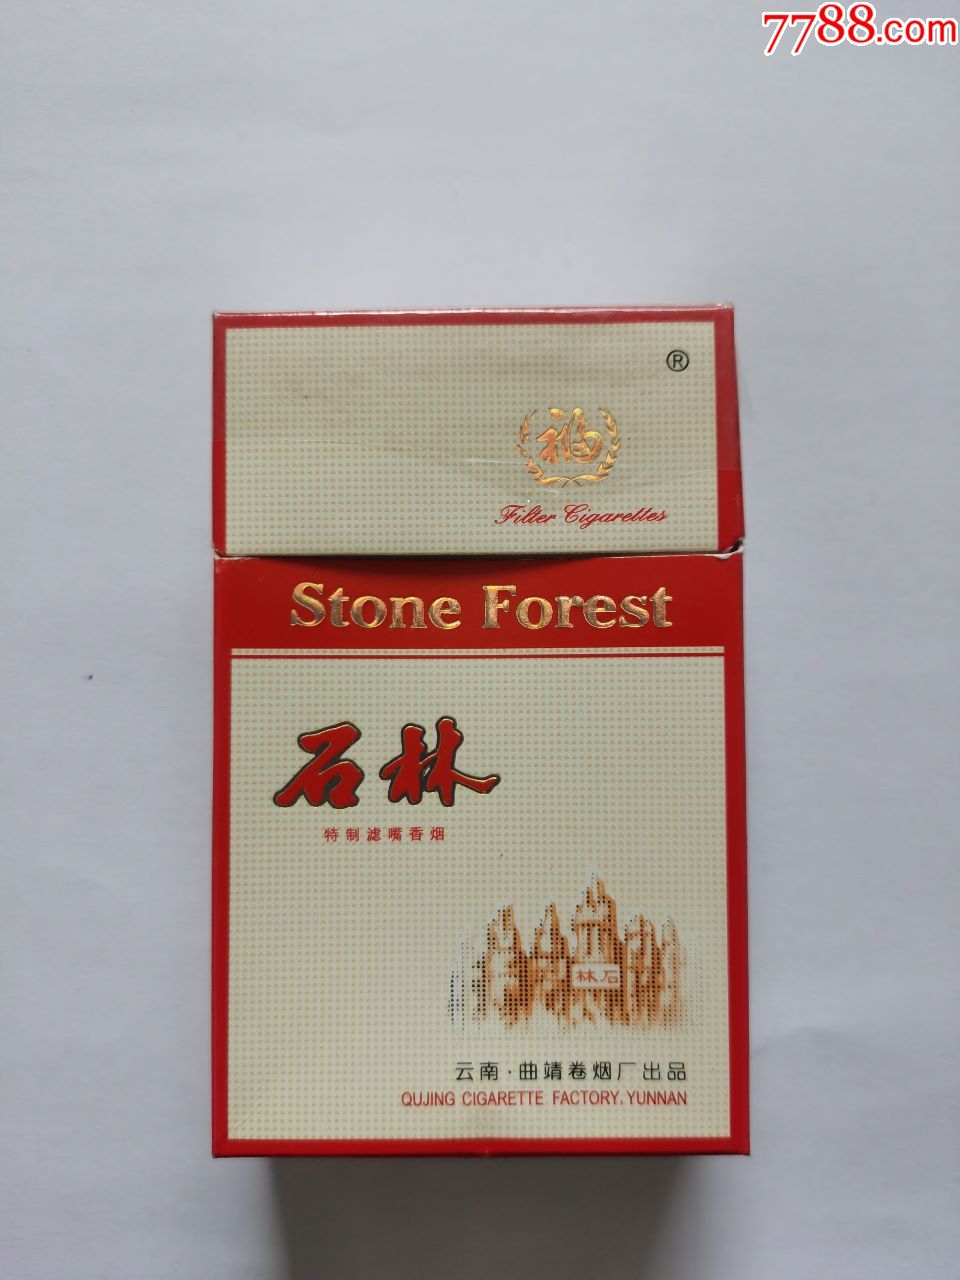 7788.com
®
福
Filter Cigarettes
Stone Forest
石林
特制滤嘴香烟
林石
云南·曲靖卷烟厂出品
QUJING CIGARETTE FACTORY, YUNNAN